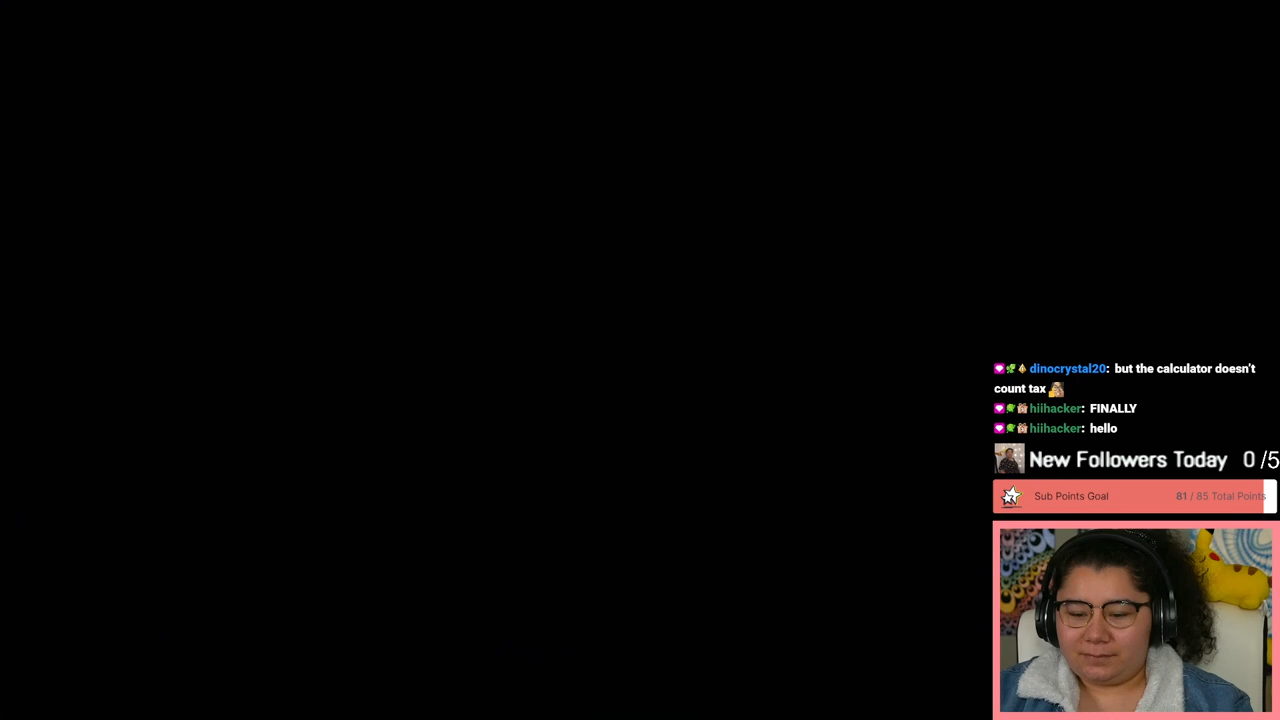 dinocrystal20: but the calculator doesn't
count tax
hiihacker: FINALLY
hiihacker: hello
New Followers Today 0 /5
Sub Points Goal 81 / 85 Total Points